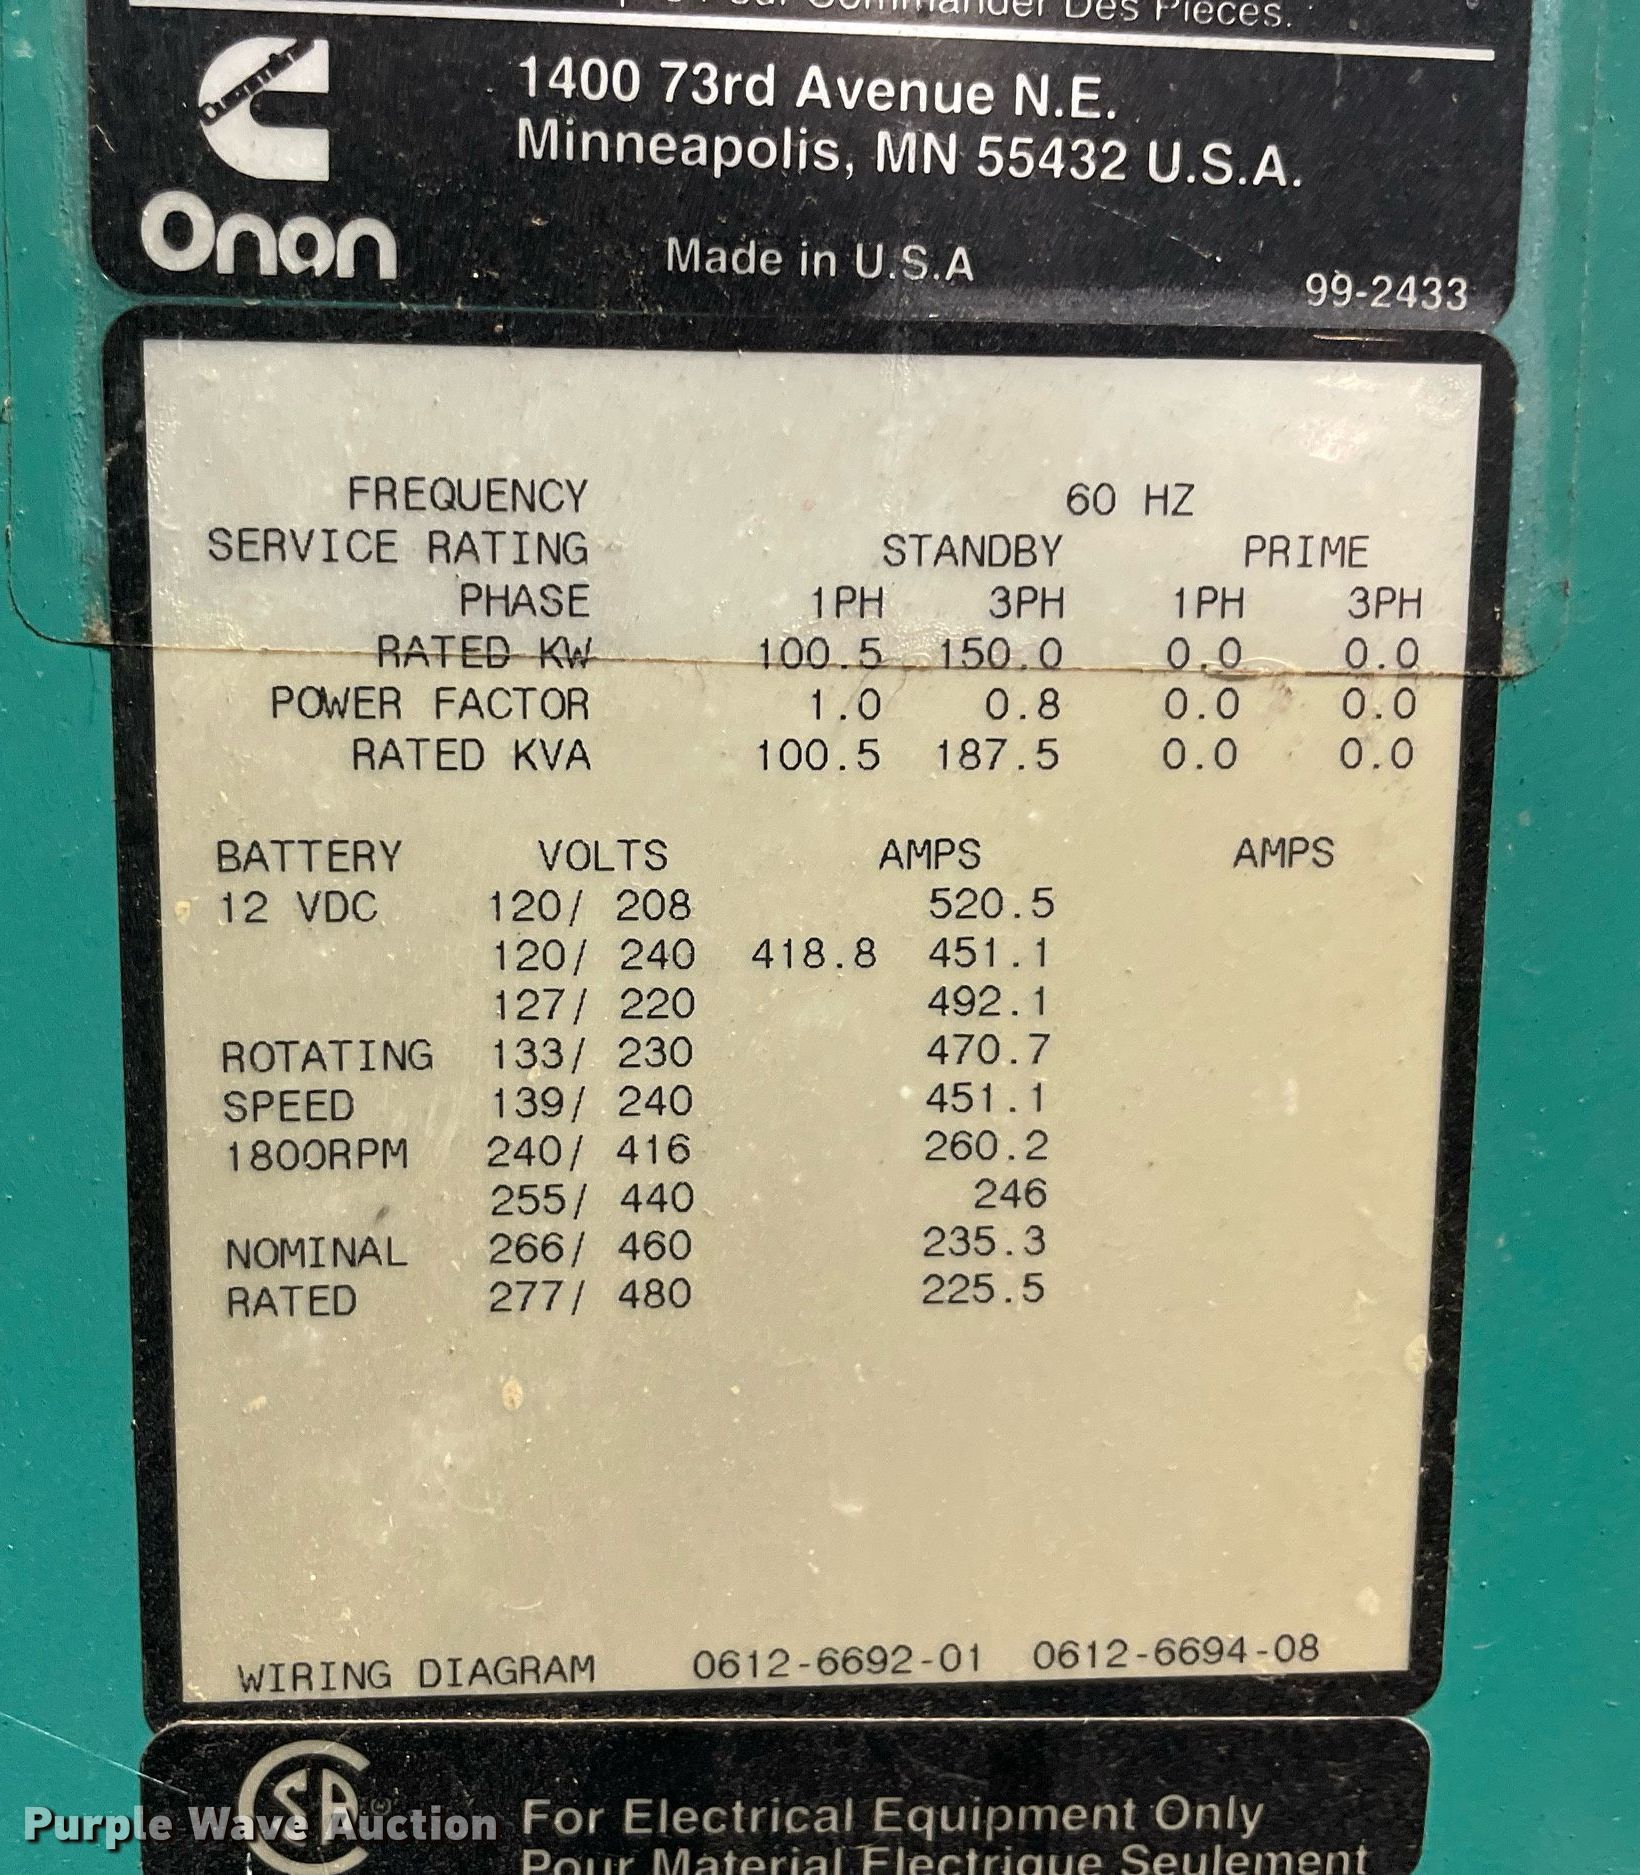 Pour Commander Des Pièces.
1400 73rd Avenue N.E.
Minneapolis, MN 55432 U.S.A.
Onan
Made in U.S.A
99-2433
FREQUENCY 60 HZ
SERVICE RATING STANDBY PRIME
PHASE 1PH 3PH 1PH 3PH
RATED KW 100.5 150.0 0.0 0.0
POWER FACTOR 1.0 0.8 0.0 0.0
RATED KVA 100.5 187.5 0.0 0.0
BATTERY VOLTS AMPS AMPS
12 VDC 120/ 208 520.5
120/ 240 418.8 451.1
127/ 220 492.1
ROTATING 133/ 230 470.7
SPEED 139/ 240 451.1
1800RPM 240/ 416 260.2
255/ 440 246
NOMINAL 266/ 460 235.3
RATED 277/ 480 225.5
WIRING DIAGRAM 0612-6692-01 0612-6694-08
SA
For Electrical Equipment Only
Pour Material Electrique Seulement
Purple Wave Auction